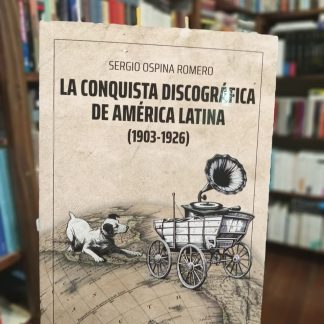 SERGIO OSPINA ROMERO
LA CONQUISTA DISCOGRÁFICA
DE AMÉRICA LATINA
(1903-1926)